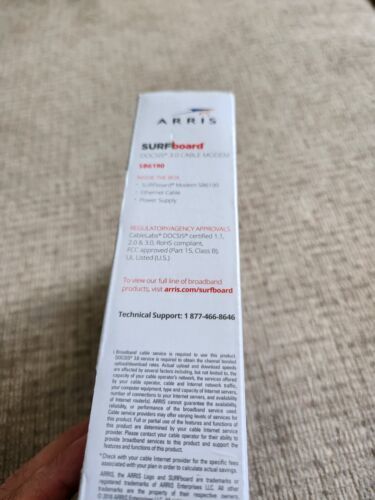 ARRIS
SURFboard®
DOCSIS® 3.0 CABLE MODEM
SB6190
INSIDE THE BOX
• SURFboard® Modem SB6190
• Ethernet Cable
• Power Supply
REGULATORY/AGENCY APPROVALS
CableLabs® DOCSIS® certified 1.1,
2.0 & 3.0, RoHS compliant,
FCC approved (Part 15, Class B),
UL Listed (U.S.)
To view our full line of broadband
products, visit arris.com/surfboard
Technical Support: 1 877-466-8646
Broadband cable service is required to use this product.
DOCSIS® 3.0 service is required to obtain the channel bonded
upload/download rates. Actual upload and download speeds
are affected by several factors including, but not limited to, the
capacity of your cable operator's network, the services offered
by your cable operator, cable and Internet network traffic,
your computer equipment, type and capacity of Internet servers,
number of connections to your Internet servers, and availability
of Internet router(s). ARRIS cannot guarantee the availability,
reliability, or performance of the broadband used.
Cable service providers may offer varying levels of services for
this product. Full or partial use of the features and functions of
this product are determined by your cable Internet service
provider. Please contact your cable operator for their ability to
provide broadband services to this product and to support the
features and functions of this product.
* Check with your cable Internet provider for the specific fees
associated with your plan in order to calculate actual savings.
ARRIS, the ARRIS Logo and SURFboard are trademarks or
registered trademarks of ARRIS Enterprises LLC. All other
trademarks are the property of their respective owners.
ARRIS Enterprises LLC. All